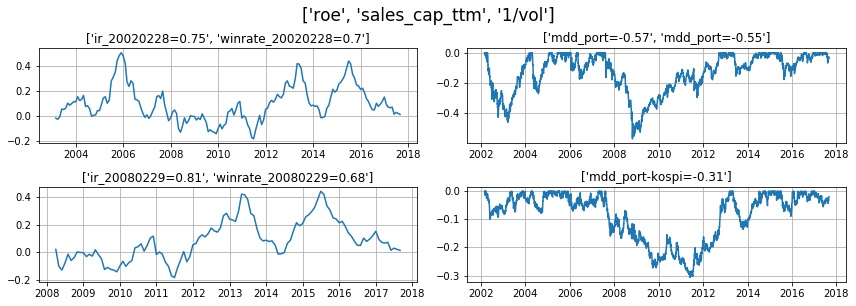 ['roe', 'sales_cap_ttm', '1/vol']
['ir_20020228=0.75', 'winrate_20020228=0.7']
0.4
0.2
0.0
−0.2
2004 2006 2008 2010 2012 2014 2016 2018
['mdd_port=-0.57', 'mdd_port=-0.55']
0.0
−0.2
−0.4
2002 2004 2006 2008 2010 2012 2014 2016 2018
['ir_20080229=0.81', 'winrate_20080229=0.68']
0.4
0.2
0.0
−0.2
2008 2009 2010 2011 2012 2013 2014 2015 2016 2017 2018
['mdd_port-kospi=-0.31']
0.0
−0.1
−0.2
−0.3
2002 2004 2006 2008 2010 2012 2014 2016 2018